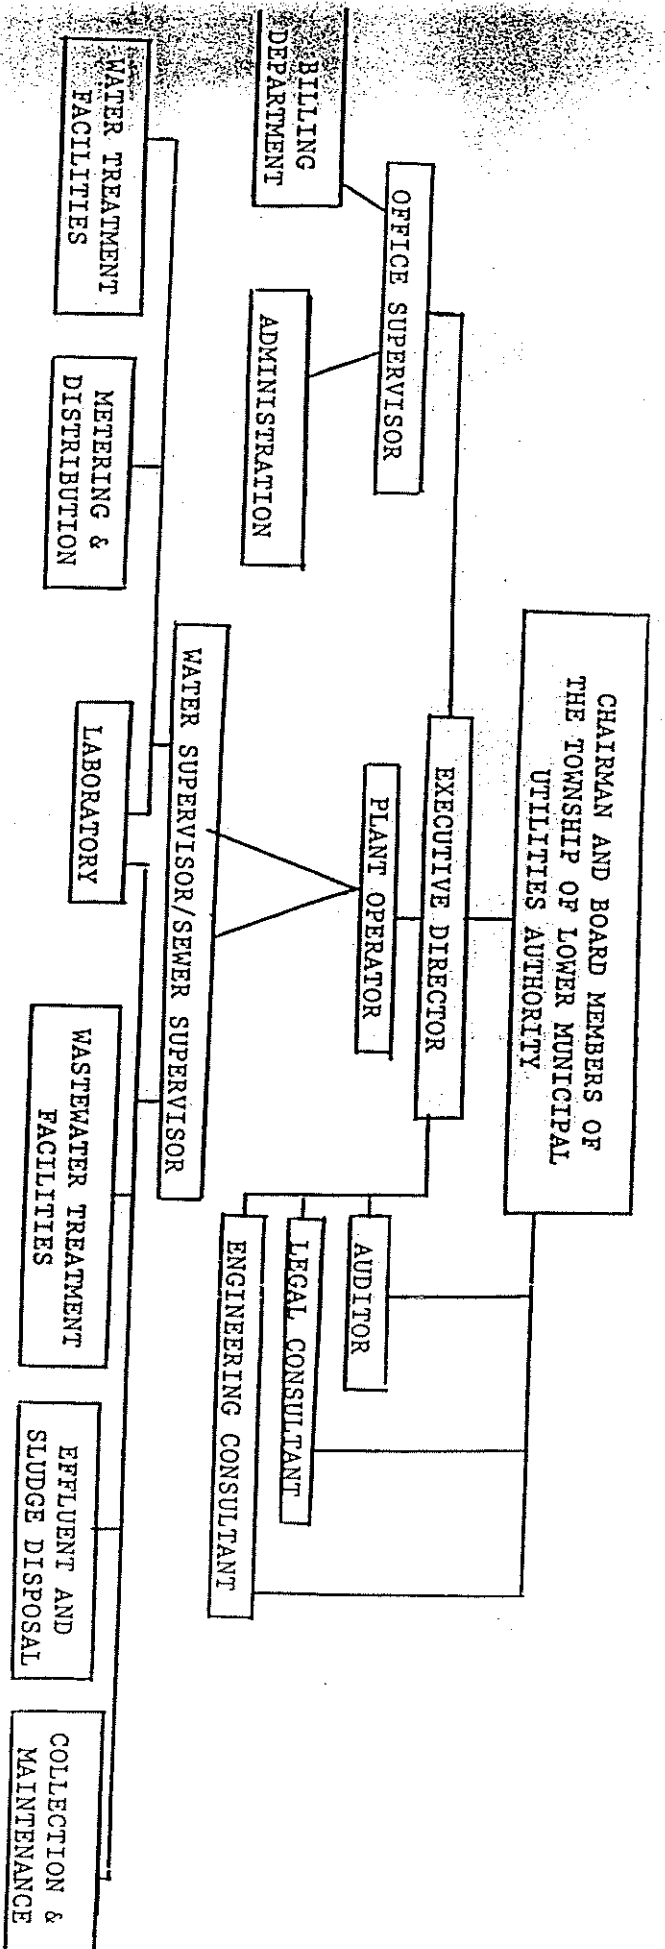 CHAIRMAN AND BOARD MEMBERS OF
THE TOWNSHIP OF LOWER MUNICIPAL
UTILITIES AUTHORITY
EXECUTIVE DIRECTOR
OFFICE SUPERVISOR
PLANT OPERATOR
AUDITOR
LEGAL CONSULTANT
ENGINEERING CONSULTANT
BILLING
DEPARTMENT
ADMINISTRATION
WATER SUPERVISOR/SEWER SUPERVISOR
WATER TREATMENT
FACILITIES
METERING &
DISTRIBUTION
LABORATORY
WASTEWATER TREATMENT
FACILITIES
EFFLUENT AND
SLUDGE DISPOSAL
COLLECTION &
MAINTENANCE